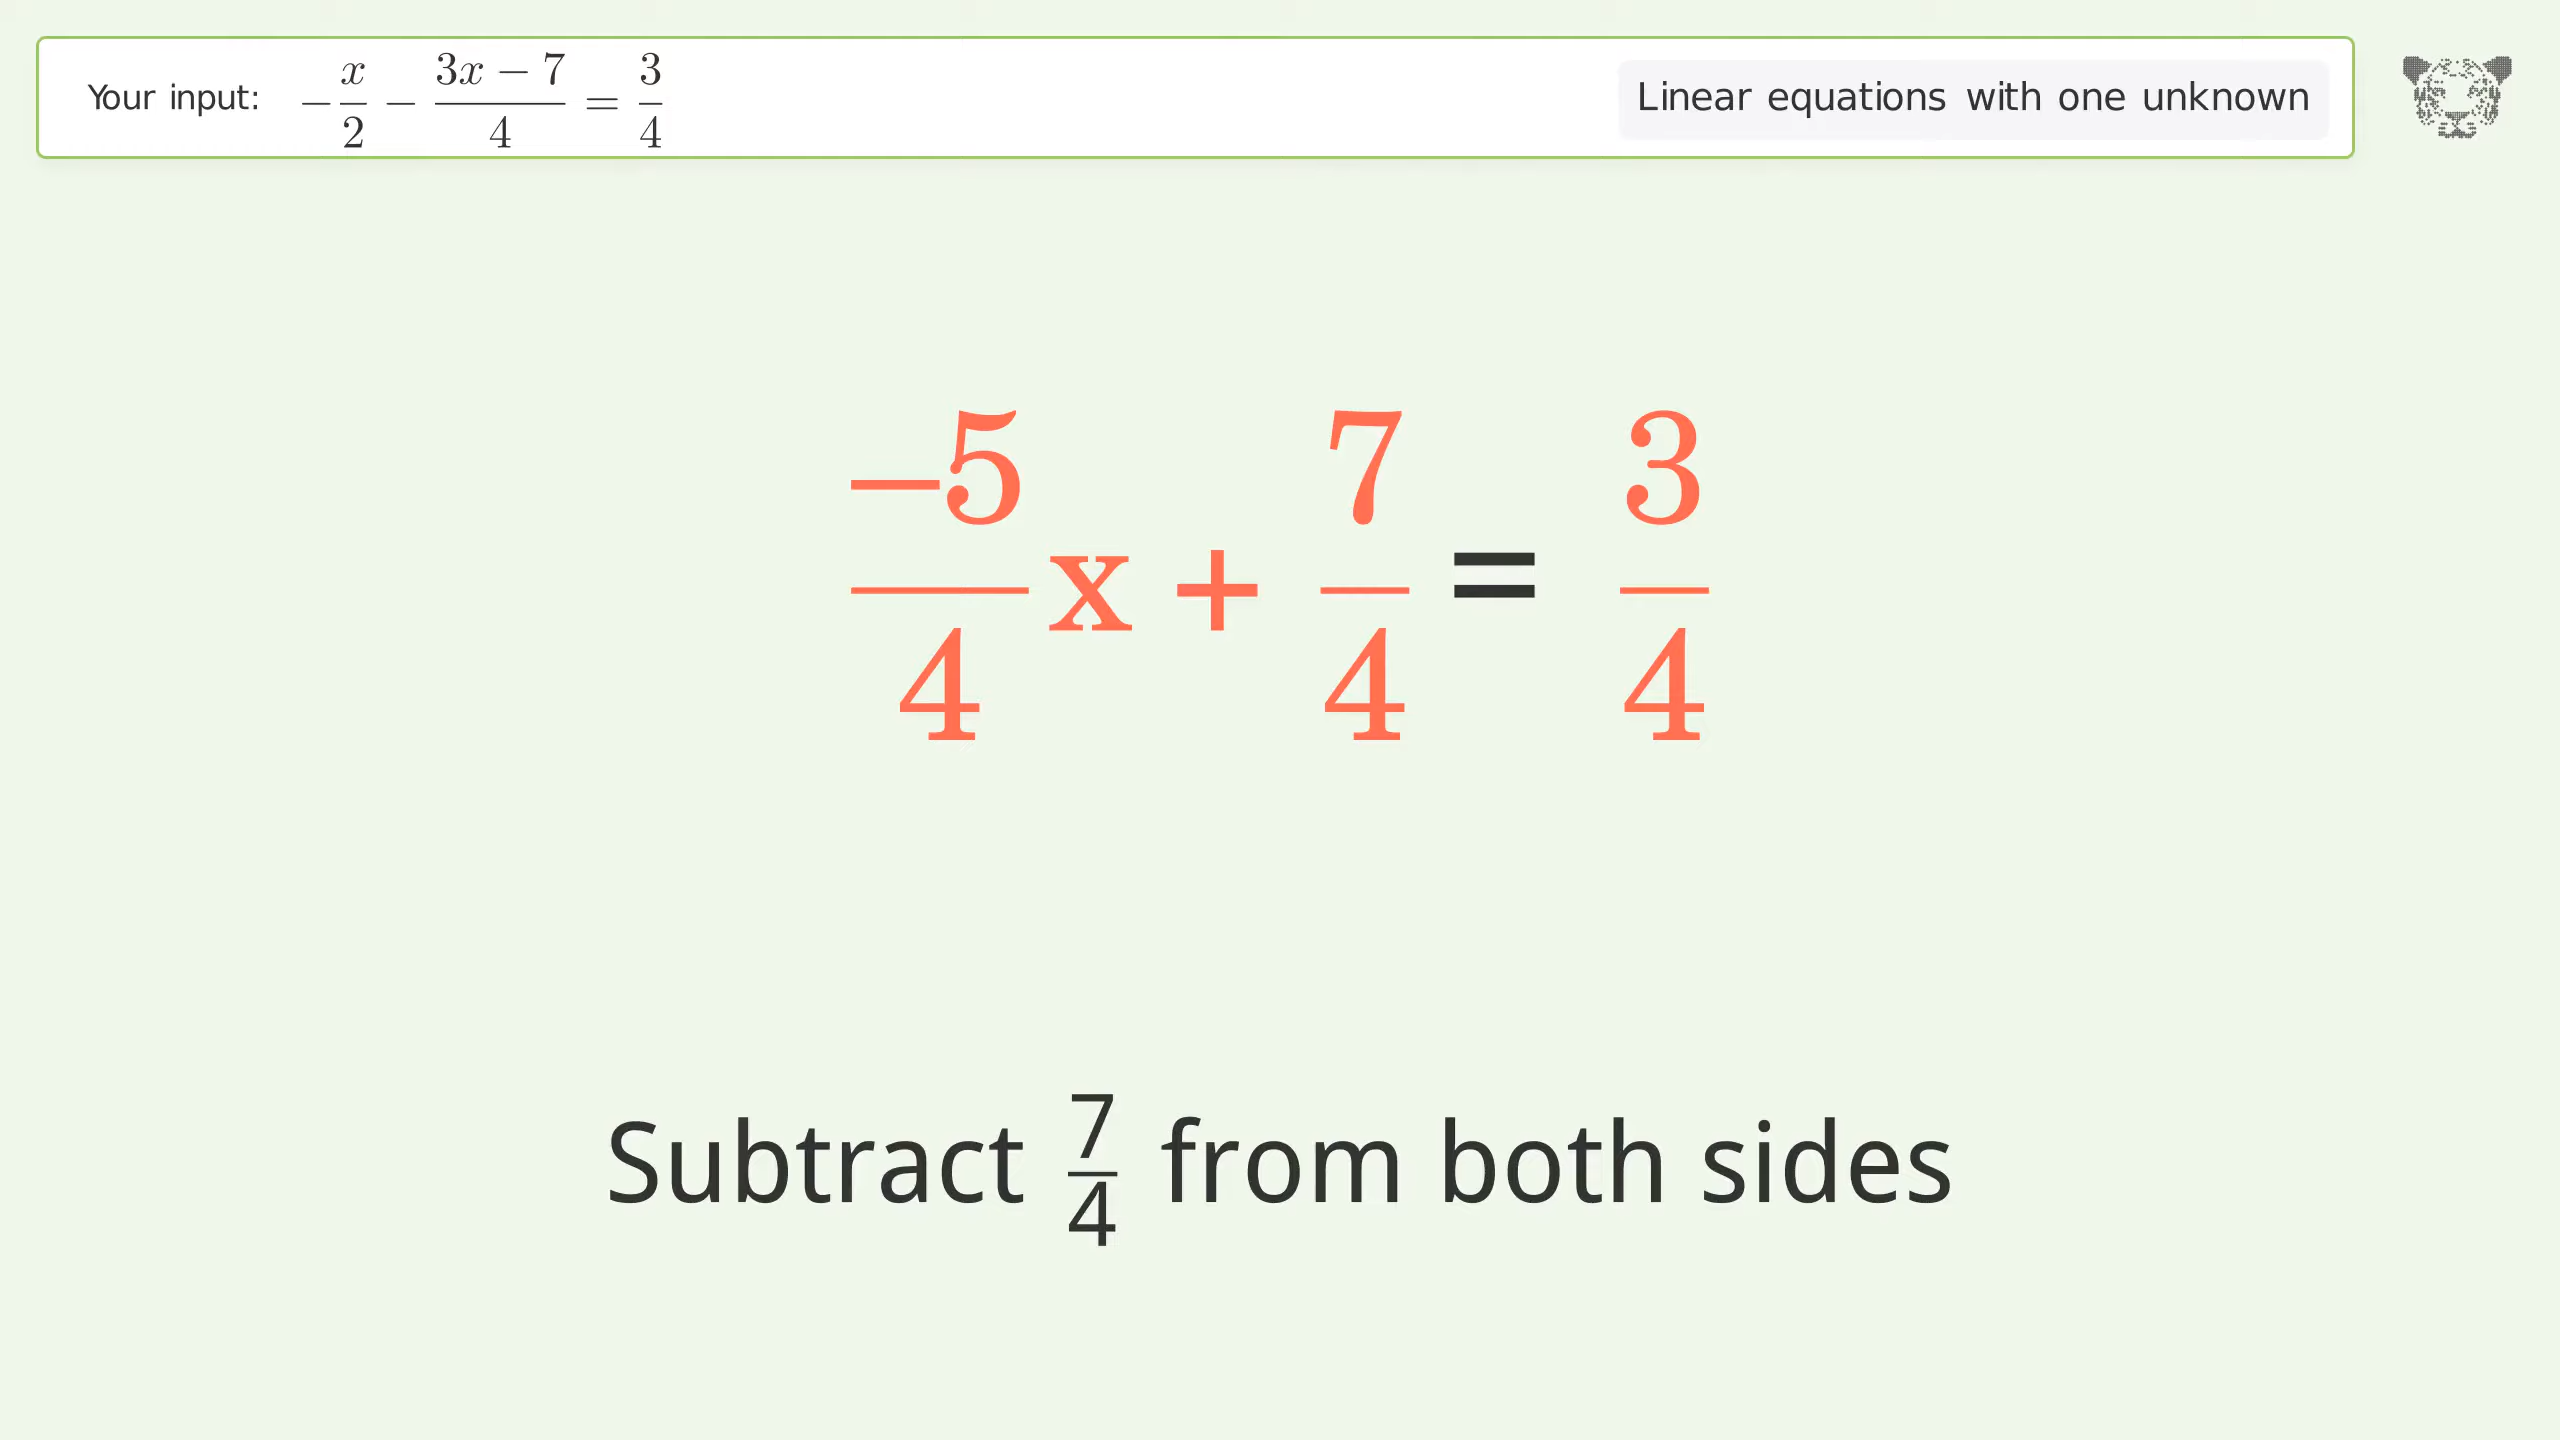 Your input: −x/2 − (3x − 7)/4 = 3/4
Linear equations with one unknown
−5/4 x + 7/4 = 3/4
Subtract 7/4 from both sides